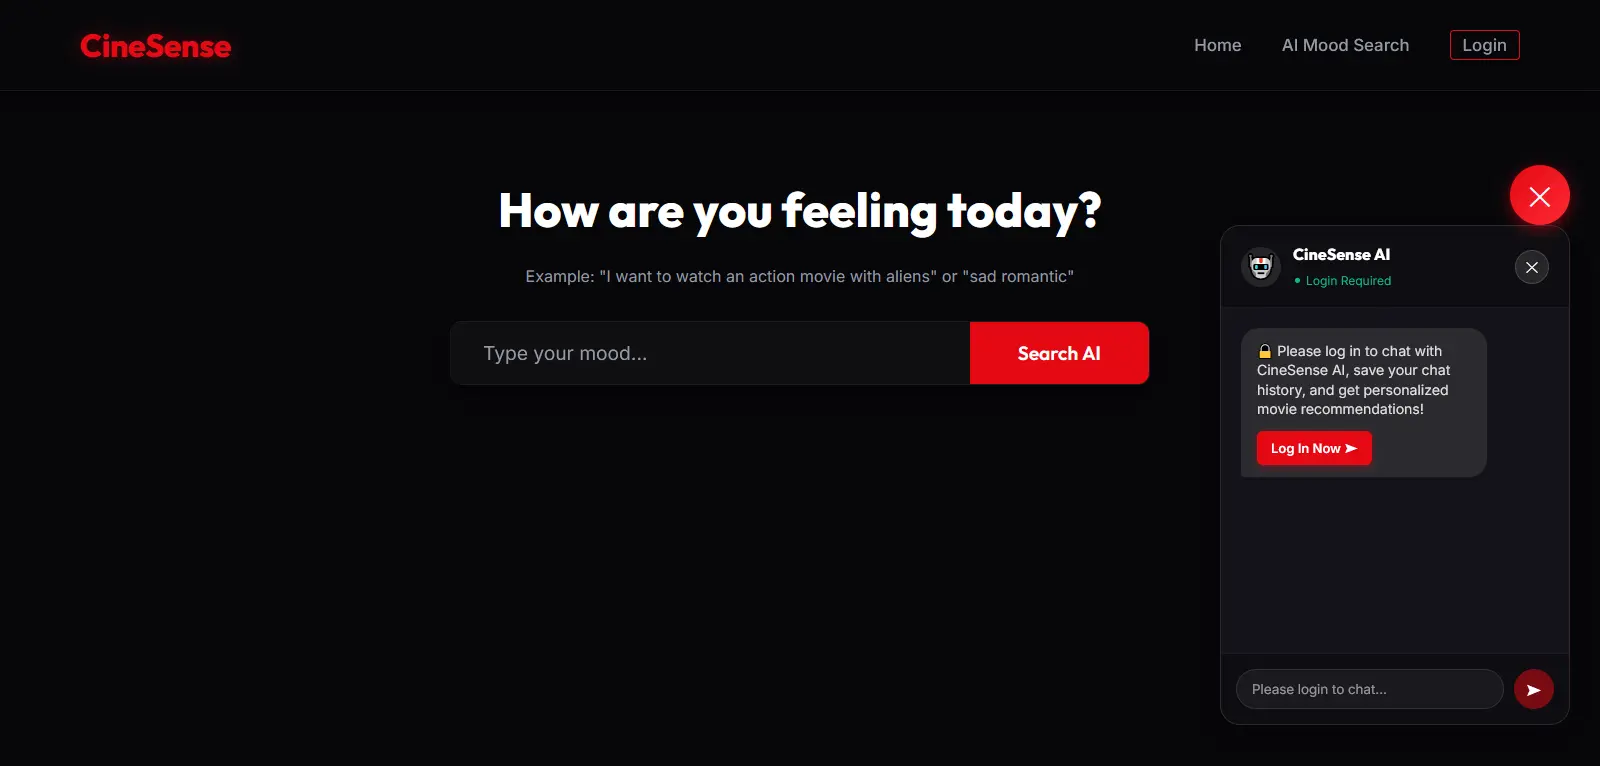 CineSense
Home
AI Mood Search
Login
How are you feeling today?
Example: "I want to watch an action movie with aliens" or "sad romantic"
Type your mood...
Search AI
CineSense AI
Login Required
🔒 Please log in to chat with
CineSense AI, save your chat
history, and get personalized
movie recommendations!
Log In Now ➤
Please login to chat...